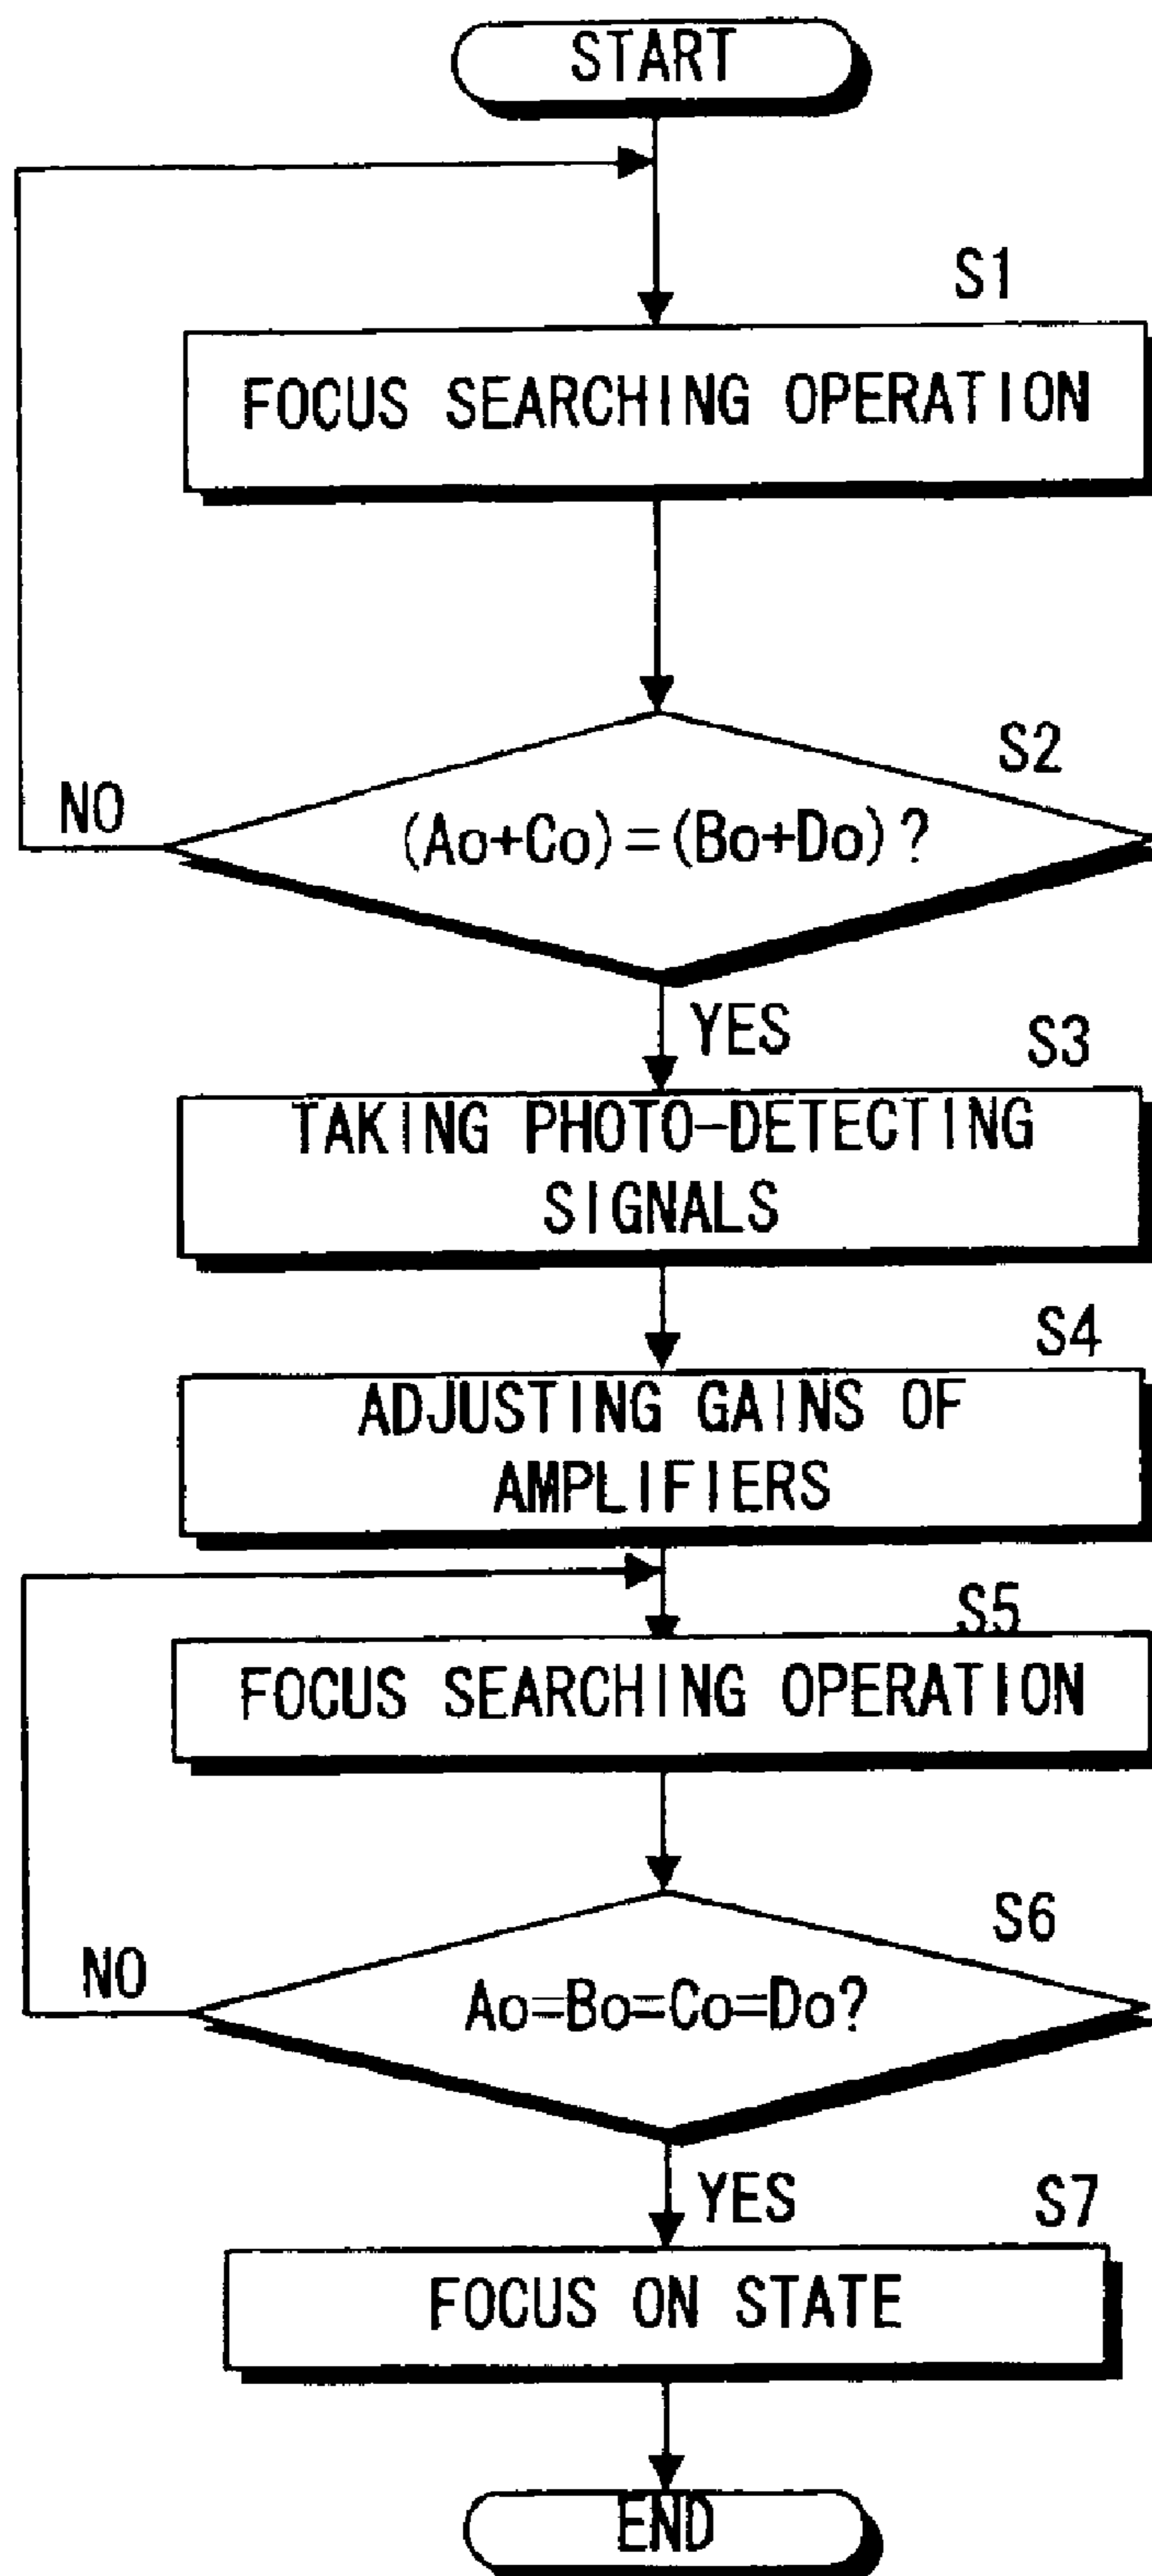 START
S1
FOCUS SEARCHING OPERATION
S2
NO
(Ao+Co)=(Bo+Do)?
YES
S3
TAKING PHOTO-DETECTING
SIGNALS
S4
ADJUSTING GAINS OF
AMPLIFIERS
S5
FOCUS SEARCHING OPERATION
S6
NO
Ao=Bo=Co=Do?
YES
S7
FOCUS ON STATE
END